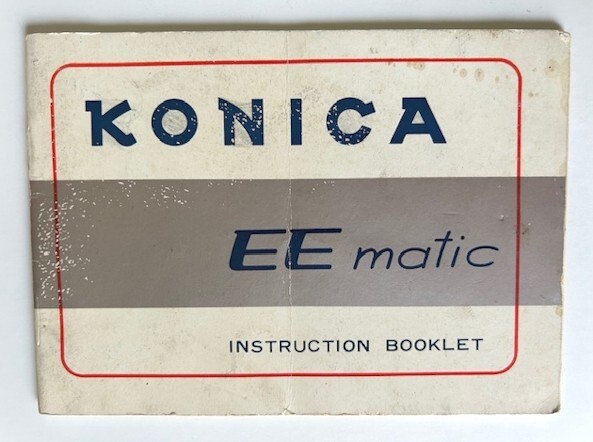 KONICA
EE matic
INSTRUCTION BOOKLET